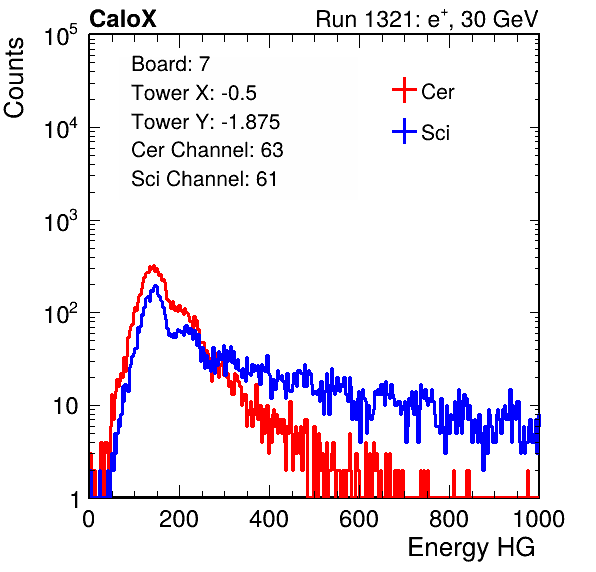 CaloX Run 1321: e⁺, 30 GeV
Counts
Board: 7
Tower X: -0.5
Tower Y: -1.875
Cer Channel: 63
Sci Channel: 61
Cer
Sci
10⁵
10⁴
10³
10²
10
1
0 200 400 600 800 1000
Energy HG